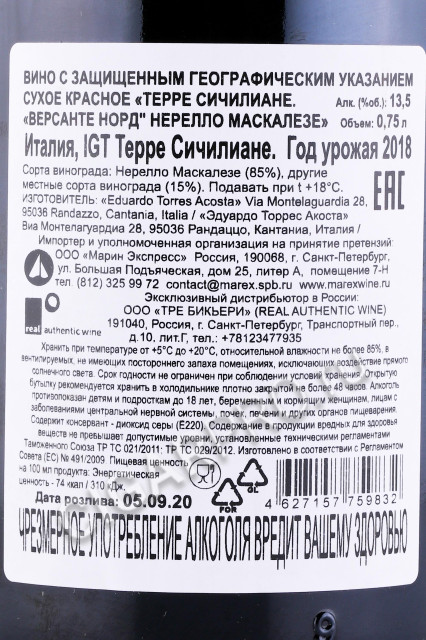 ВИНО С ЗАЩИЩЕННЫМ ГЕОГРАФИЧЕСКИМ УКАЗАНИЕМ
СУХОЕ КРАСНОЕ «ТЕРРЕ СИЧИЛИАНЕ. Алк. (%об.): 13,5
«ВЕРСАНТЕ НОРД" НЕРЕЛЛО МАСКАЛЕЗЕ» Объем: 0,75 л
Италия, IGT Терре Сичилиане. Год урожая 2018
Сорта винограда: Нерелло Маскалезе (85%), другие
местные сорта винограда (15%). Подавать при t +18°С.
ИЗГОТОВИТЕЛЬ: «Eduardo Torres Acosta» Via Montelaguardia 28,
95036 Randazzo, Cantania, Italia / «Эдуардо Торрес Акоста»
Виа Монтелагуардиа 28, 95036 Рандаццо, Кантания, Италия /
EAC
Импортер и уполномоченная организация на принятие претензий:
ООО «Марин Экспресс» Россия, 190068, г. Санкт-Петербург,
ул. Большая Подъяческая, дом 25, литер А, помещение 7-Н
тел. (812) 325 99 72 contact@marex.spb.ru www.marexwine.ru
Эксклюзивный дистрибьютор в России:
ООО «ТРЕ БИКЬЕРИ» (REAL AUTHENTIC WINE)
real authentic wine
191040, Россия, г. Санкт-Петербург, Транспортный пер.,
д.10. лит.Г, тел.: +78123477935
Хранить при температуре от +5°С до +20°С, относительной влажности не более 85%, в
вентилируемых, не имеющих постороннего запаха помещениях, исключающих воздействие прямого
солнечного света. Срок годности не ограничен при соблюдении условий хранения. Открытую
бутылку рекомендуется хранить в холодильнике плотно закрытой не более 48 часов. Алкоголь
противопоказан детям и подросткам до 18 лет, беременным и кормящим женщинам, лицам с
заболеваниями центральной нервной системы, почек, печени и других органов пищеварения.
Содержит консервант - диоксид серы (Е220). Содержание в продукции вредных для здоровья
веществ не превышает допустимые нормы, установленные техническими регламентами
Таможенного Союза ТР ТС 021/2011: ТР ТС 029/2012. Изготовлено в соответствии с Регламентом
Совета (ЕС) № 491/2009 Пищевая ценность
на 100 мл продукта: Энергетическая
ценность - 74 ккал / 310 кДж.
Дата розлива: 05.09.20
FOR
GL
4 627157 759832
ЧРЕЗМЕРНОЕ УПОТРЕБЛЕНИЕ АЛКОГОЛЯ ВРЕДИТ ВАШЕМУ ЗДОРОВЬЮ